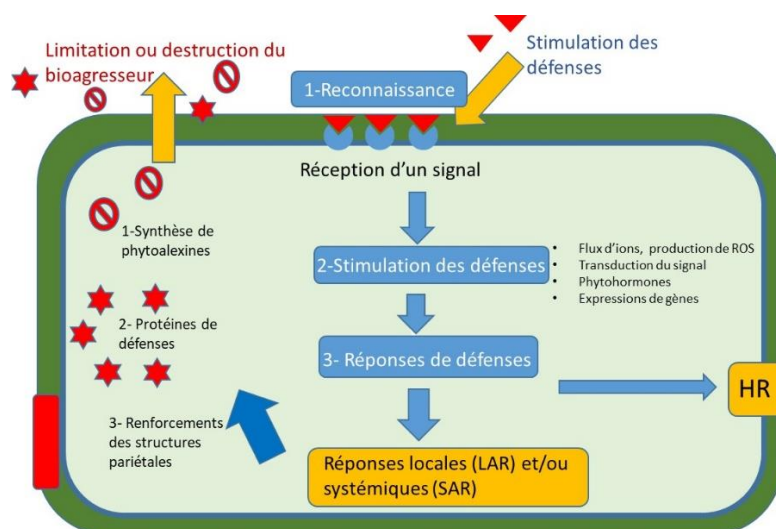 Limitation ou destruction du
bioagresseur
Stimulation des
défenses
1-Reconnaissance
Réception d'un signal
1-Synthèse de
phytoalexines
2-Stimulation des défenses
• Flux d'ions, production de ROS
• Transduction du signal
• Phytohormones
• Expressions de gènes
2- Protéines de
défenses
3- Réponses de défenses
HR
3- Renforcements
des structures
pariétales
Réponses locales (LAR) et/ou
systémiques (SAR)